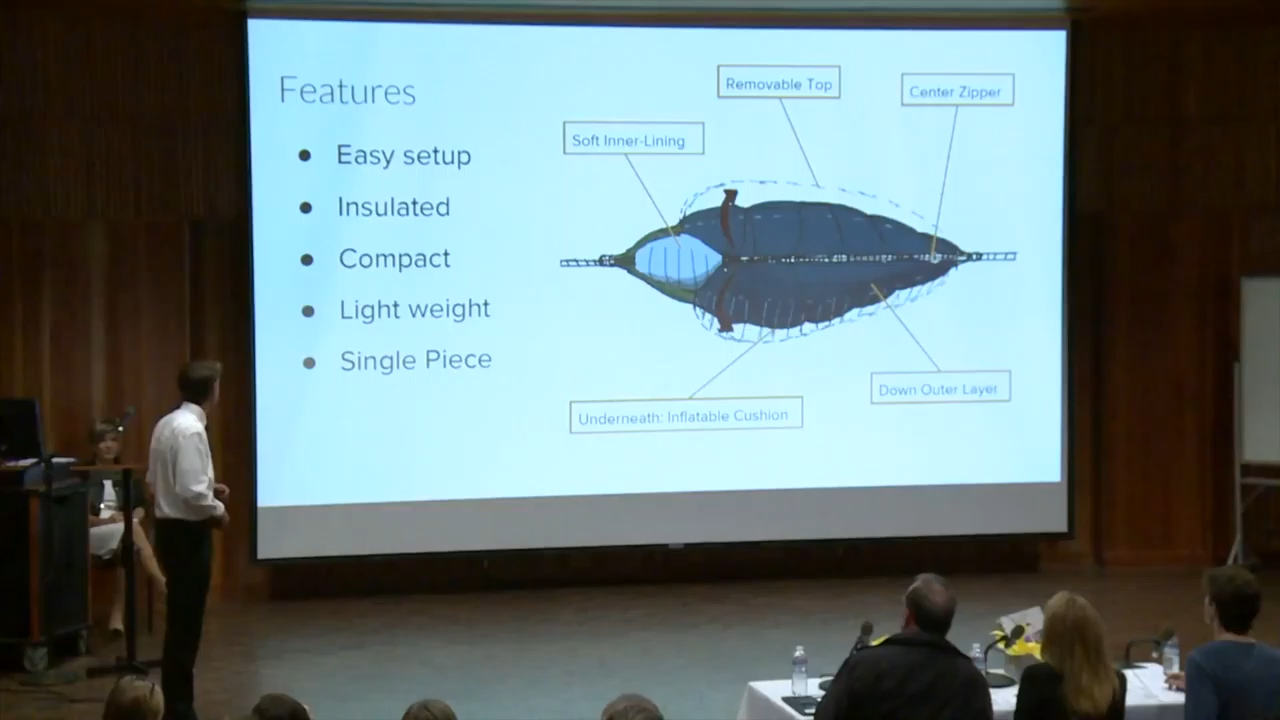 Features
Easy setup
Insulated
Compact
Light weight
Single Piece
Removable Top
Center Zipper
Soft Inner-Lining
Down Outer Layer
Underneath: Inflatable Cushion